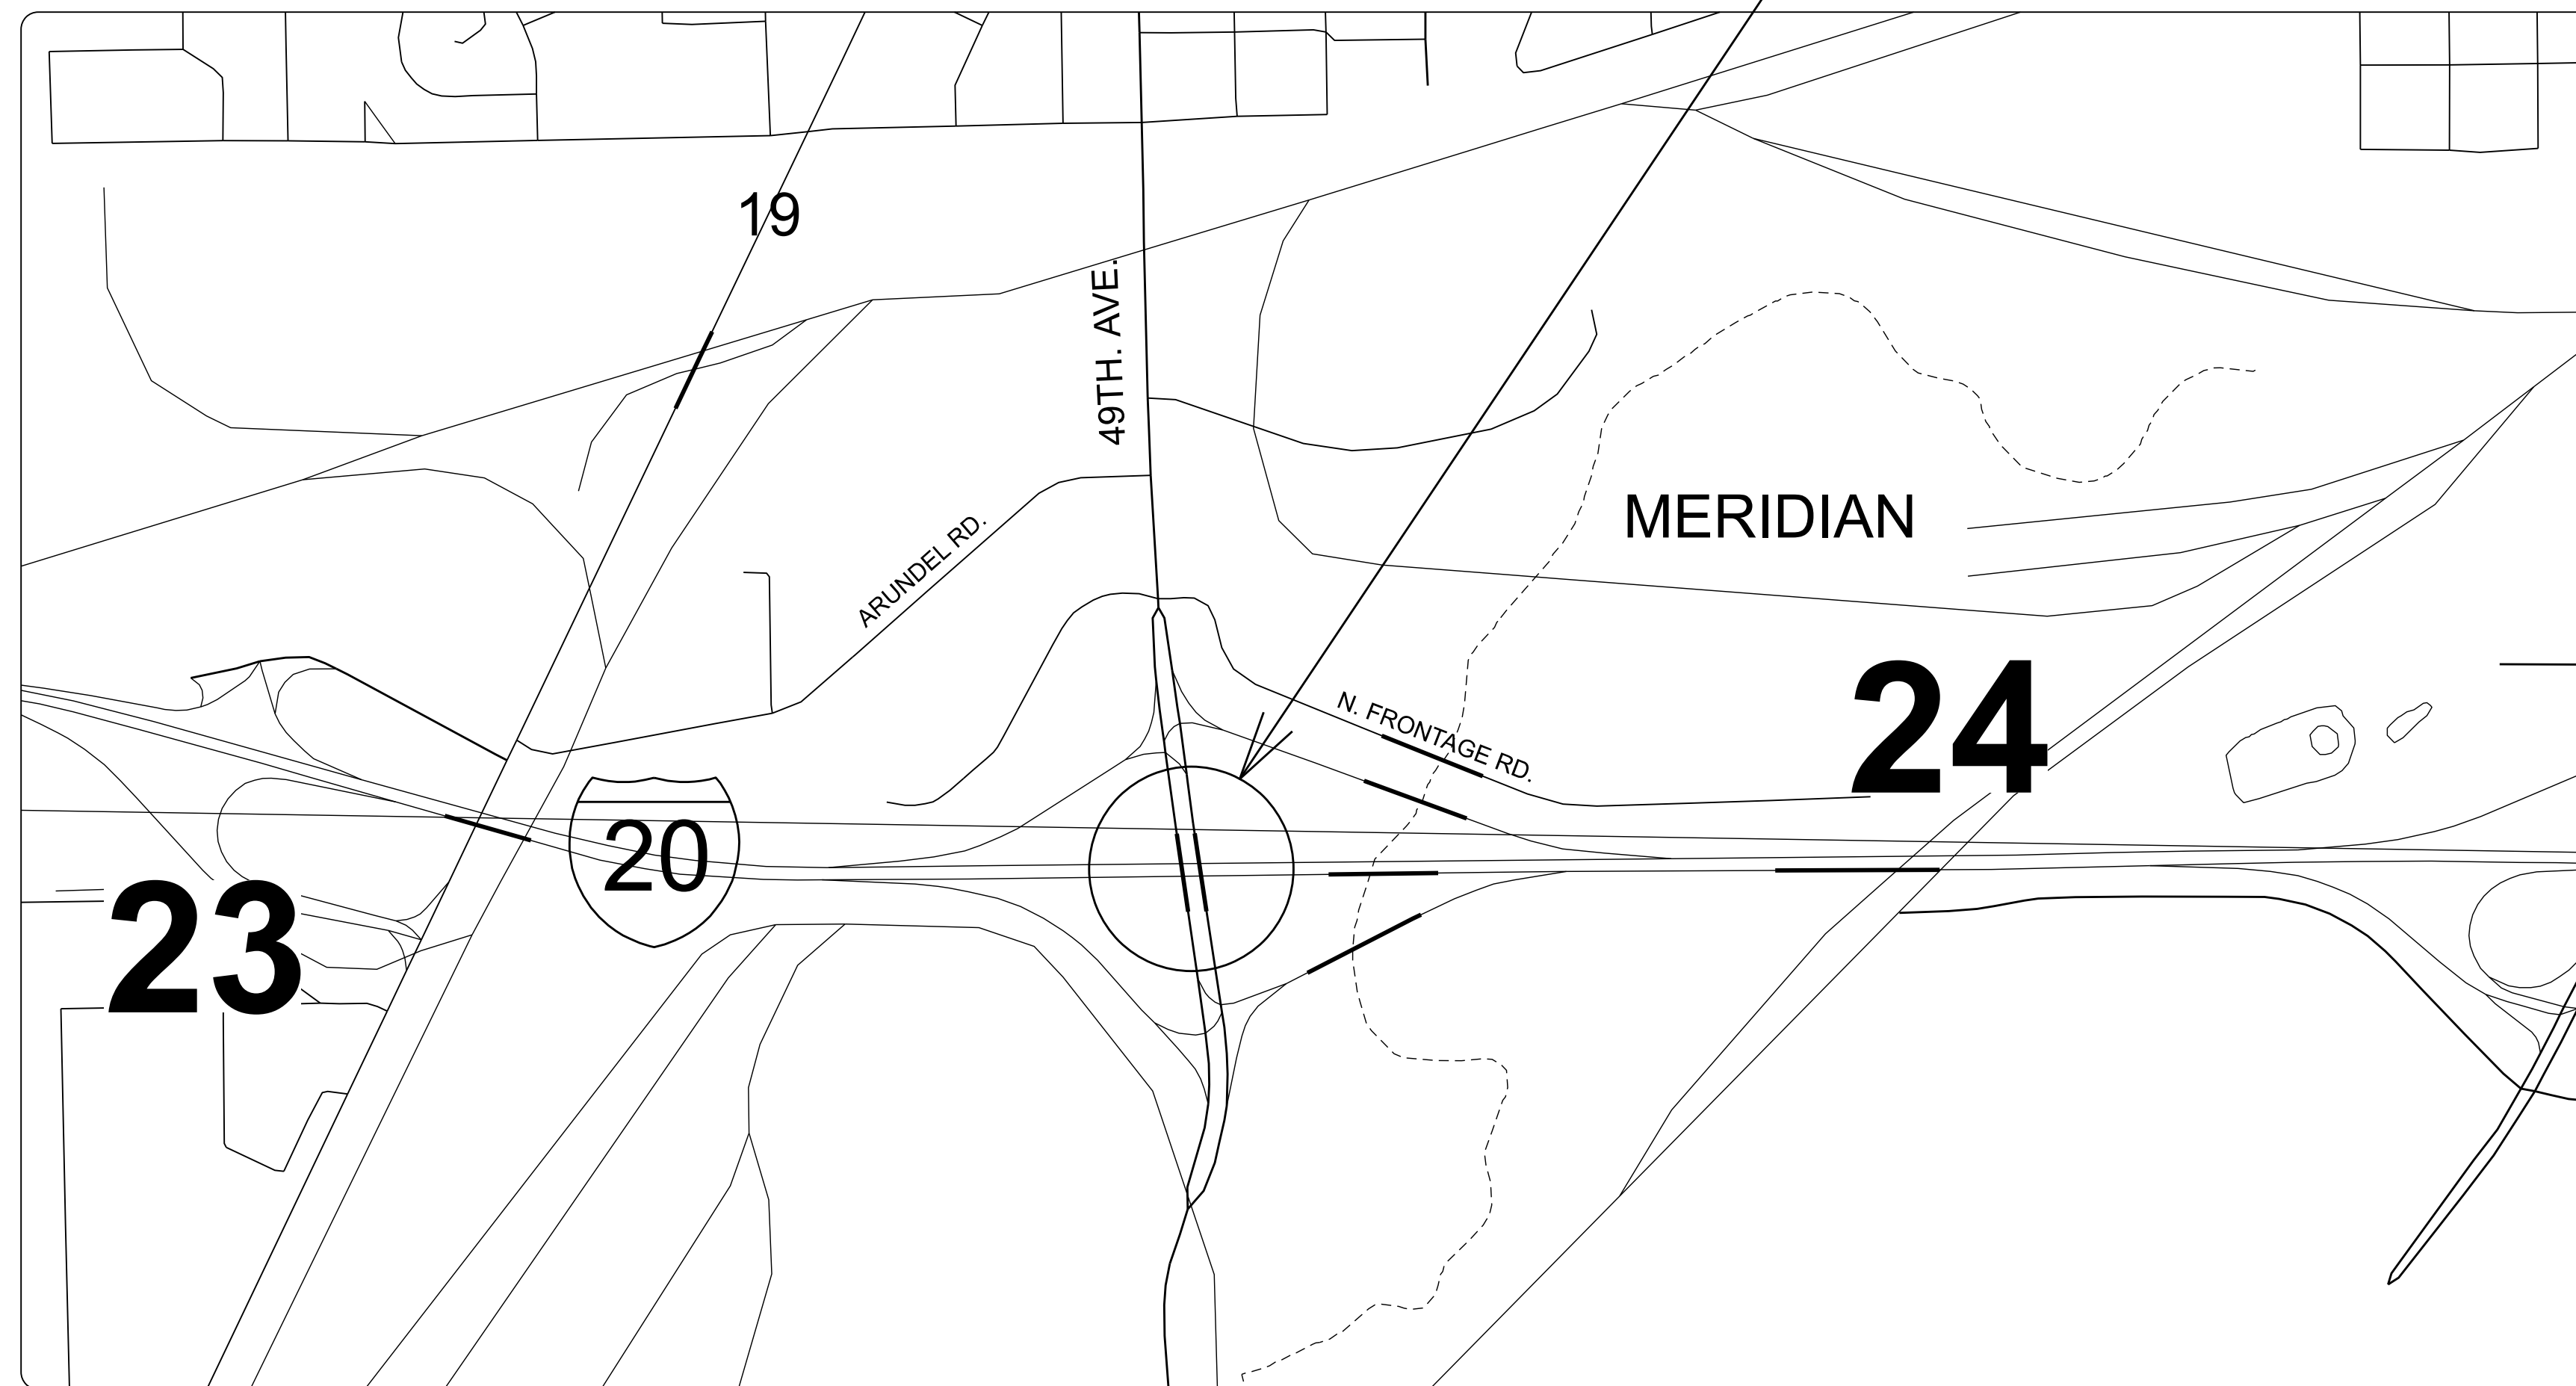 19
49TH. AVE.
ARUNDEL RD.
MERIDIAN
N. FRONTAGE RD.
24
20
23